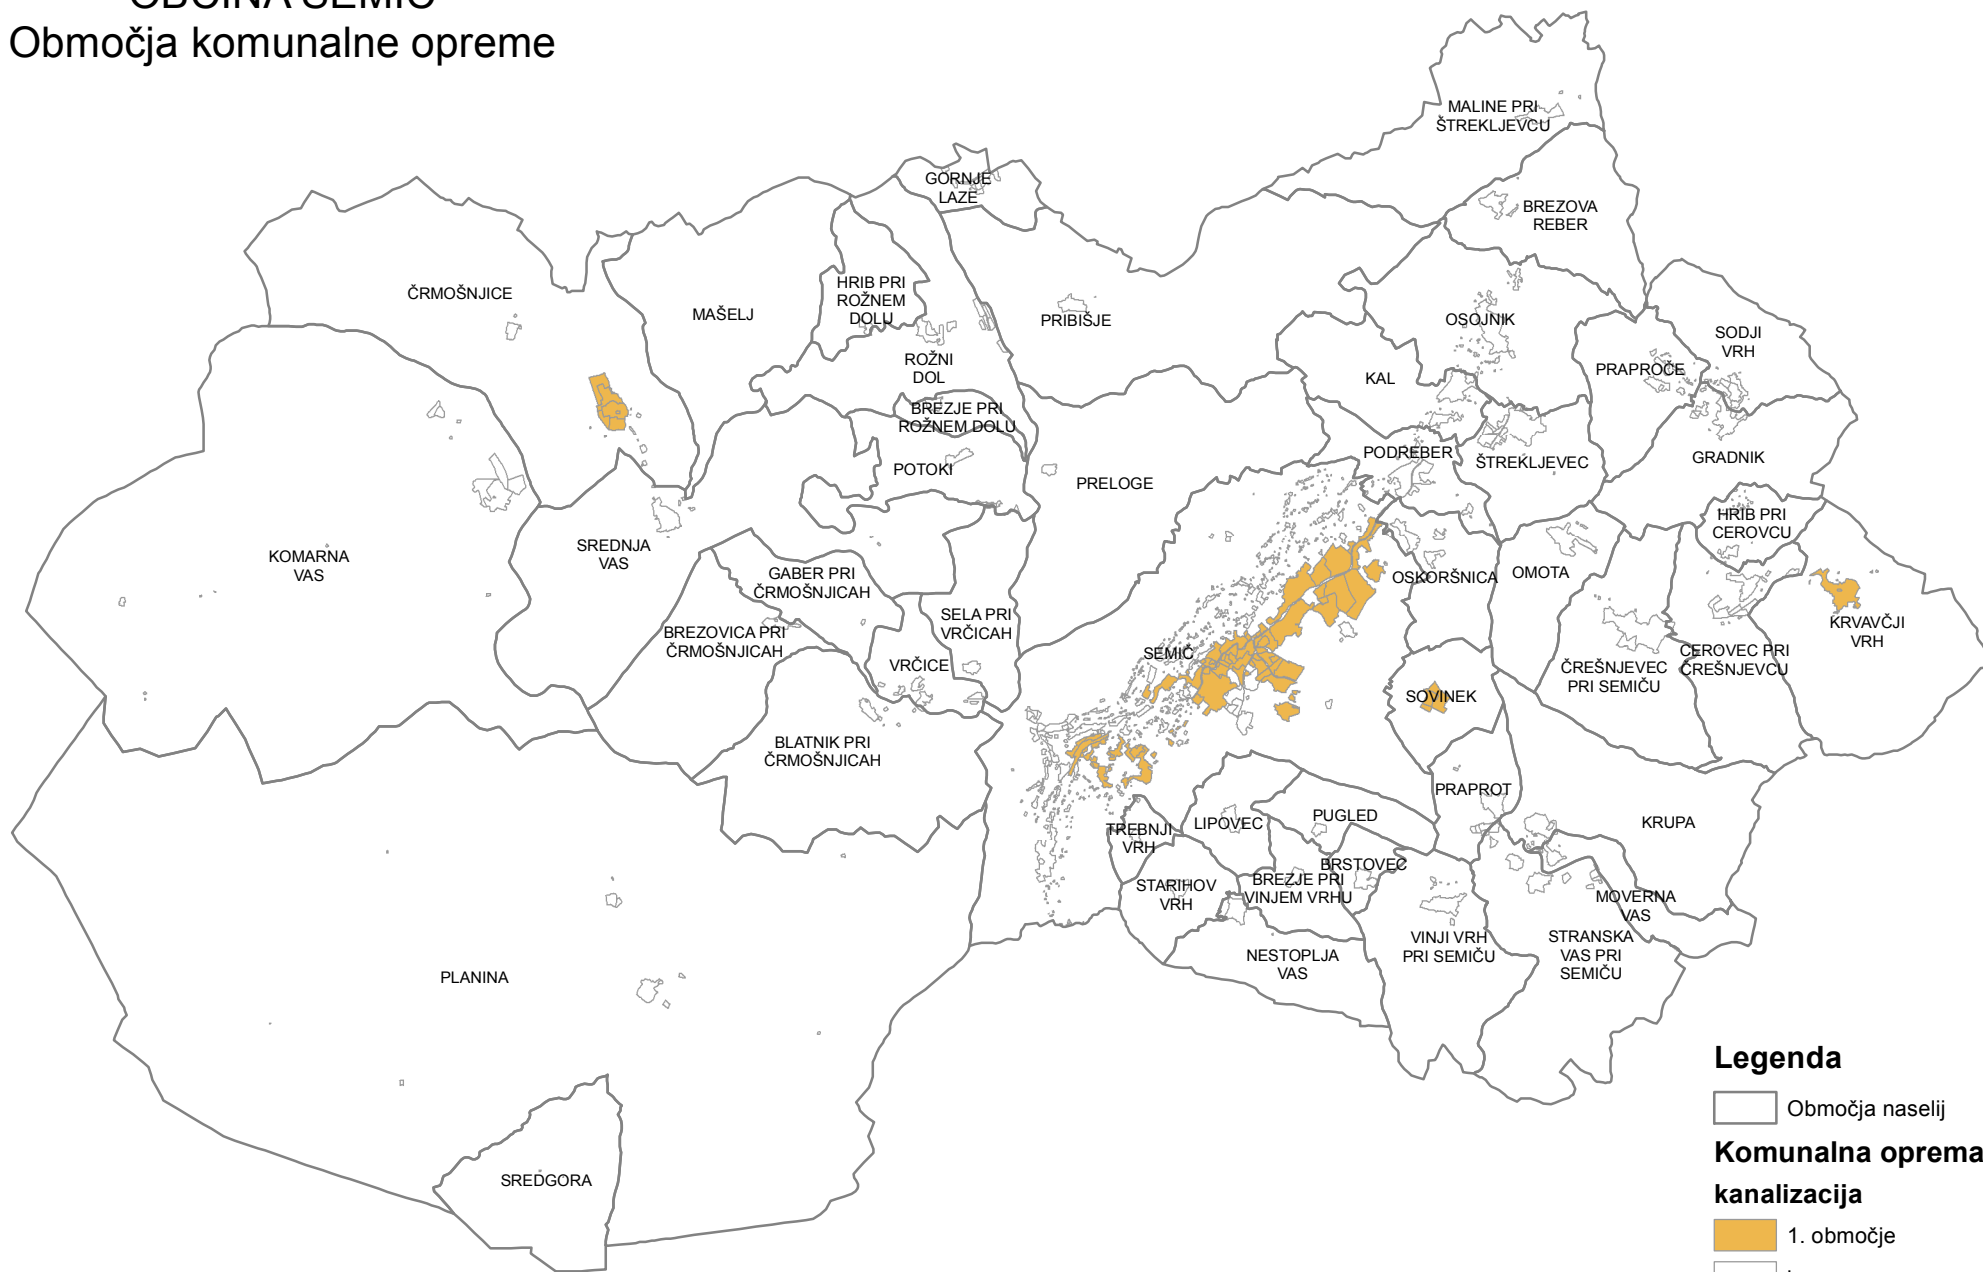 OBČINA SEMIČ
Območja komunalne opreme
MALINE PRI
ŠTREKLJEVCU
GORNJE
LAZE
BREZOVA
REBER
ČRMOŠNJICE
MAŠELJ
HRIB PRI
ROŽNEM
DOLU
PRIBIŠJE
OSOJNIK
SODJI
VRH
ROŽNI
DOL
KAL
PRAPROČE
BREZJE PRI
ROŽNEM DOLU
PODREBER
ŠTREKLJEVEC
GRADNIK
POTOKI
PRELOGE
HRIB PRI
CEROVCU
KOMARNA
VAS
SREDNJA
VAS
GABER PRI
ČRMOŠNJICAH
OSKORŠNICA
OMOTA
SELA PRI
VRČICAH
KRVAVČJI
VRH
BREZOVICA PRI
ČRMOŠNJICAH
VRČICE
SEMIČ
CEROVEC PRI
ČREŠNJEVCU
ČREŠNJEVEC
PRI SEMIČU
SOVINEK
BLATNIK PRI
ČRMOŠNJICAH
PRAPROT
PUGLED
LIPOVEC
TREBNJI
VRH
KRUPA
BRSTOVEC
STARIHOV
VRH
BREZJE PRI
VINJEM VRHU
MOVERNA
VAS
VINJI VRH
PRI SEMIČU
STRANSKA
VAS PRI
SEMIČU
NESTOPLJA
VAS
PLANINA
SREDGORA
Legenda
Območja naselij
Komunalna oprema
kanalizacija
1. območje